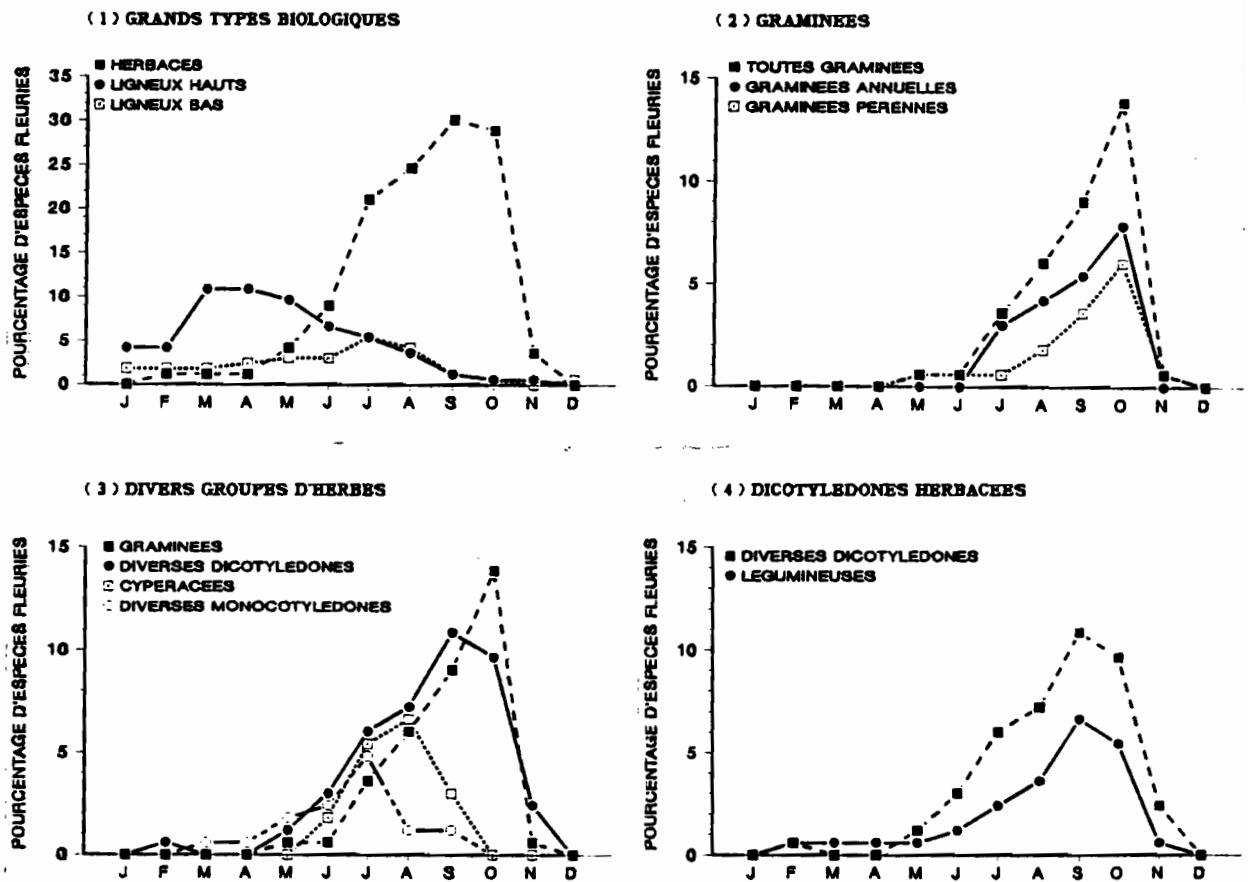 ( 1 ) GRANDS TYPES BIOLOGIQUES
HERBACES
LIGNEUX HAUTS
LIGNEUX BAS
POURCENTAGE D'ESPECES FLEURIES
35
30
25
20
15
10
5
0
J F M A M J J A S O N D
( 2 ) GRAMINEES
TOUTES GRAMINEES
GRAMINEES ANNUELLES
GRAMINEES PERENNES
POURCENTAGE D'ESPECES FLEURIES
15
10
5
0
J F M A M J J A S O N D
( 3 ) DIVERS GROUPES D'HERBES
GRAMINEES
DIVERSES DICOTYLEDONES
CYPERACEES
DIVERSES MONOCOTYLEDONES
POURCENTAGE D'ESPECES FLEURIES
15
10
5
0
J F M A M J J A S O N D
( 4 ) DICOTYLEDONES HERBACEES
DIVERSES DICOTYLEDONES
LEGUMINEUSES
POURCENTAGE D'ESPECES FLEURIES
15
10
5
0
J F M A M J J A S O N D